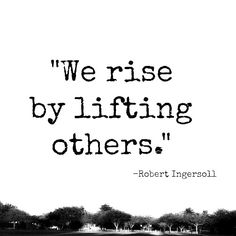 "We rise
by lifting
others."
-Robert Ingersoll